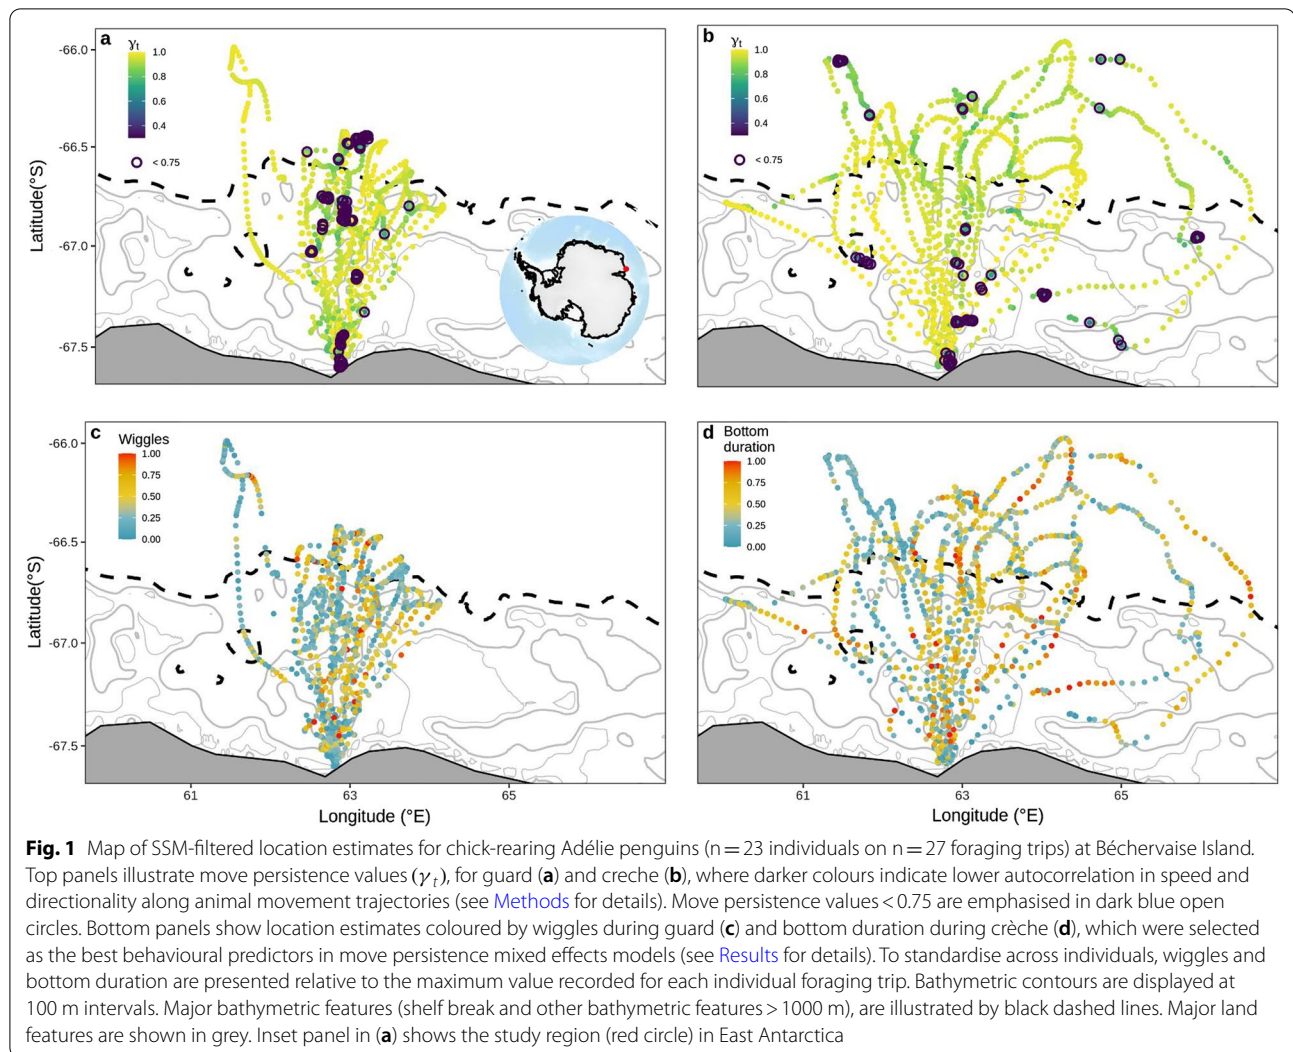 a
γt
1.0
0.8
0.6
0.4
< 0.75
-66.0
-66.5
-67.0
-67.5
Latitude(°S)
b
γt
1.0
0.8
0.6
0.4
< 0.75
c
Wiggles
1.00
0.75
0.50
0.25
0.00
-66.0
-66.5
-67.0
-67.5
Latitude(°S)
61
63
65
Longitude (°E)
d
Bottom
duration
1.00
0.75
0.50
0.25
0.00
61
63
65
Longitude (°E)
Fig. 1 Map of SSM-filtered location estimates for chick-rearing Adélie penguins (n = 23 individuals on n = 27 foraging trips) at Béchervaise Island.
Top panels illustrate move persistence values (γt), for guard (a) and creche (b), where darker colours indicate lower autocorrelation in speed and
directionality along animal movement trajectories (see Methods for details). Move persistence values < 0.75 are emphasised in dark blue open
circles. Bottom panels show location estimates coloured by wiggles during guard (c) and bottom duration during crèche (d), which were selected
as the best behavioural predictors in move persistence mixed effects models (see Results for details). To standardise across individuals, wiggles and
bottom duration are presented relative to the maximum value recorded for each individual foraging trip. Bathymetric contours are displayed at
100 m intervals. Major bathymetric features (shelf break and other bathymetric features > 1000 m), are illustrated by black dashed lines. Major land
features are shown in grey. Inset panel in (a) shows the study region (red circle) in East Antarctica